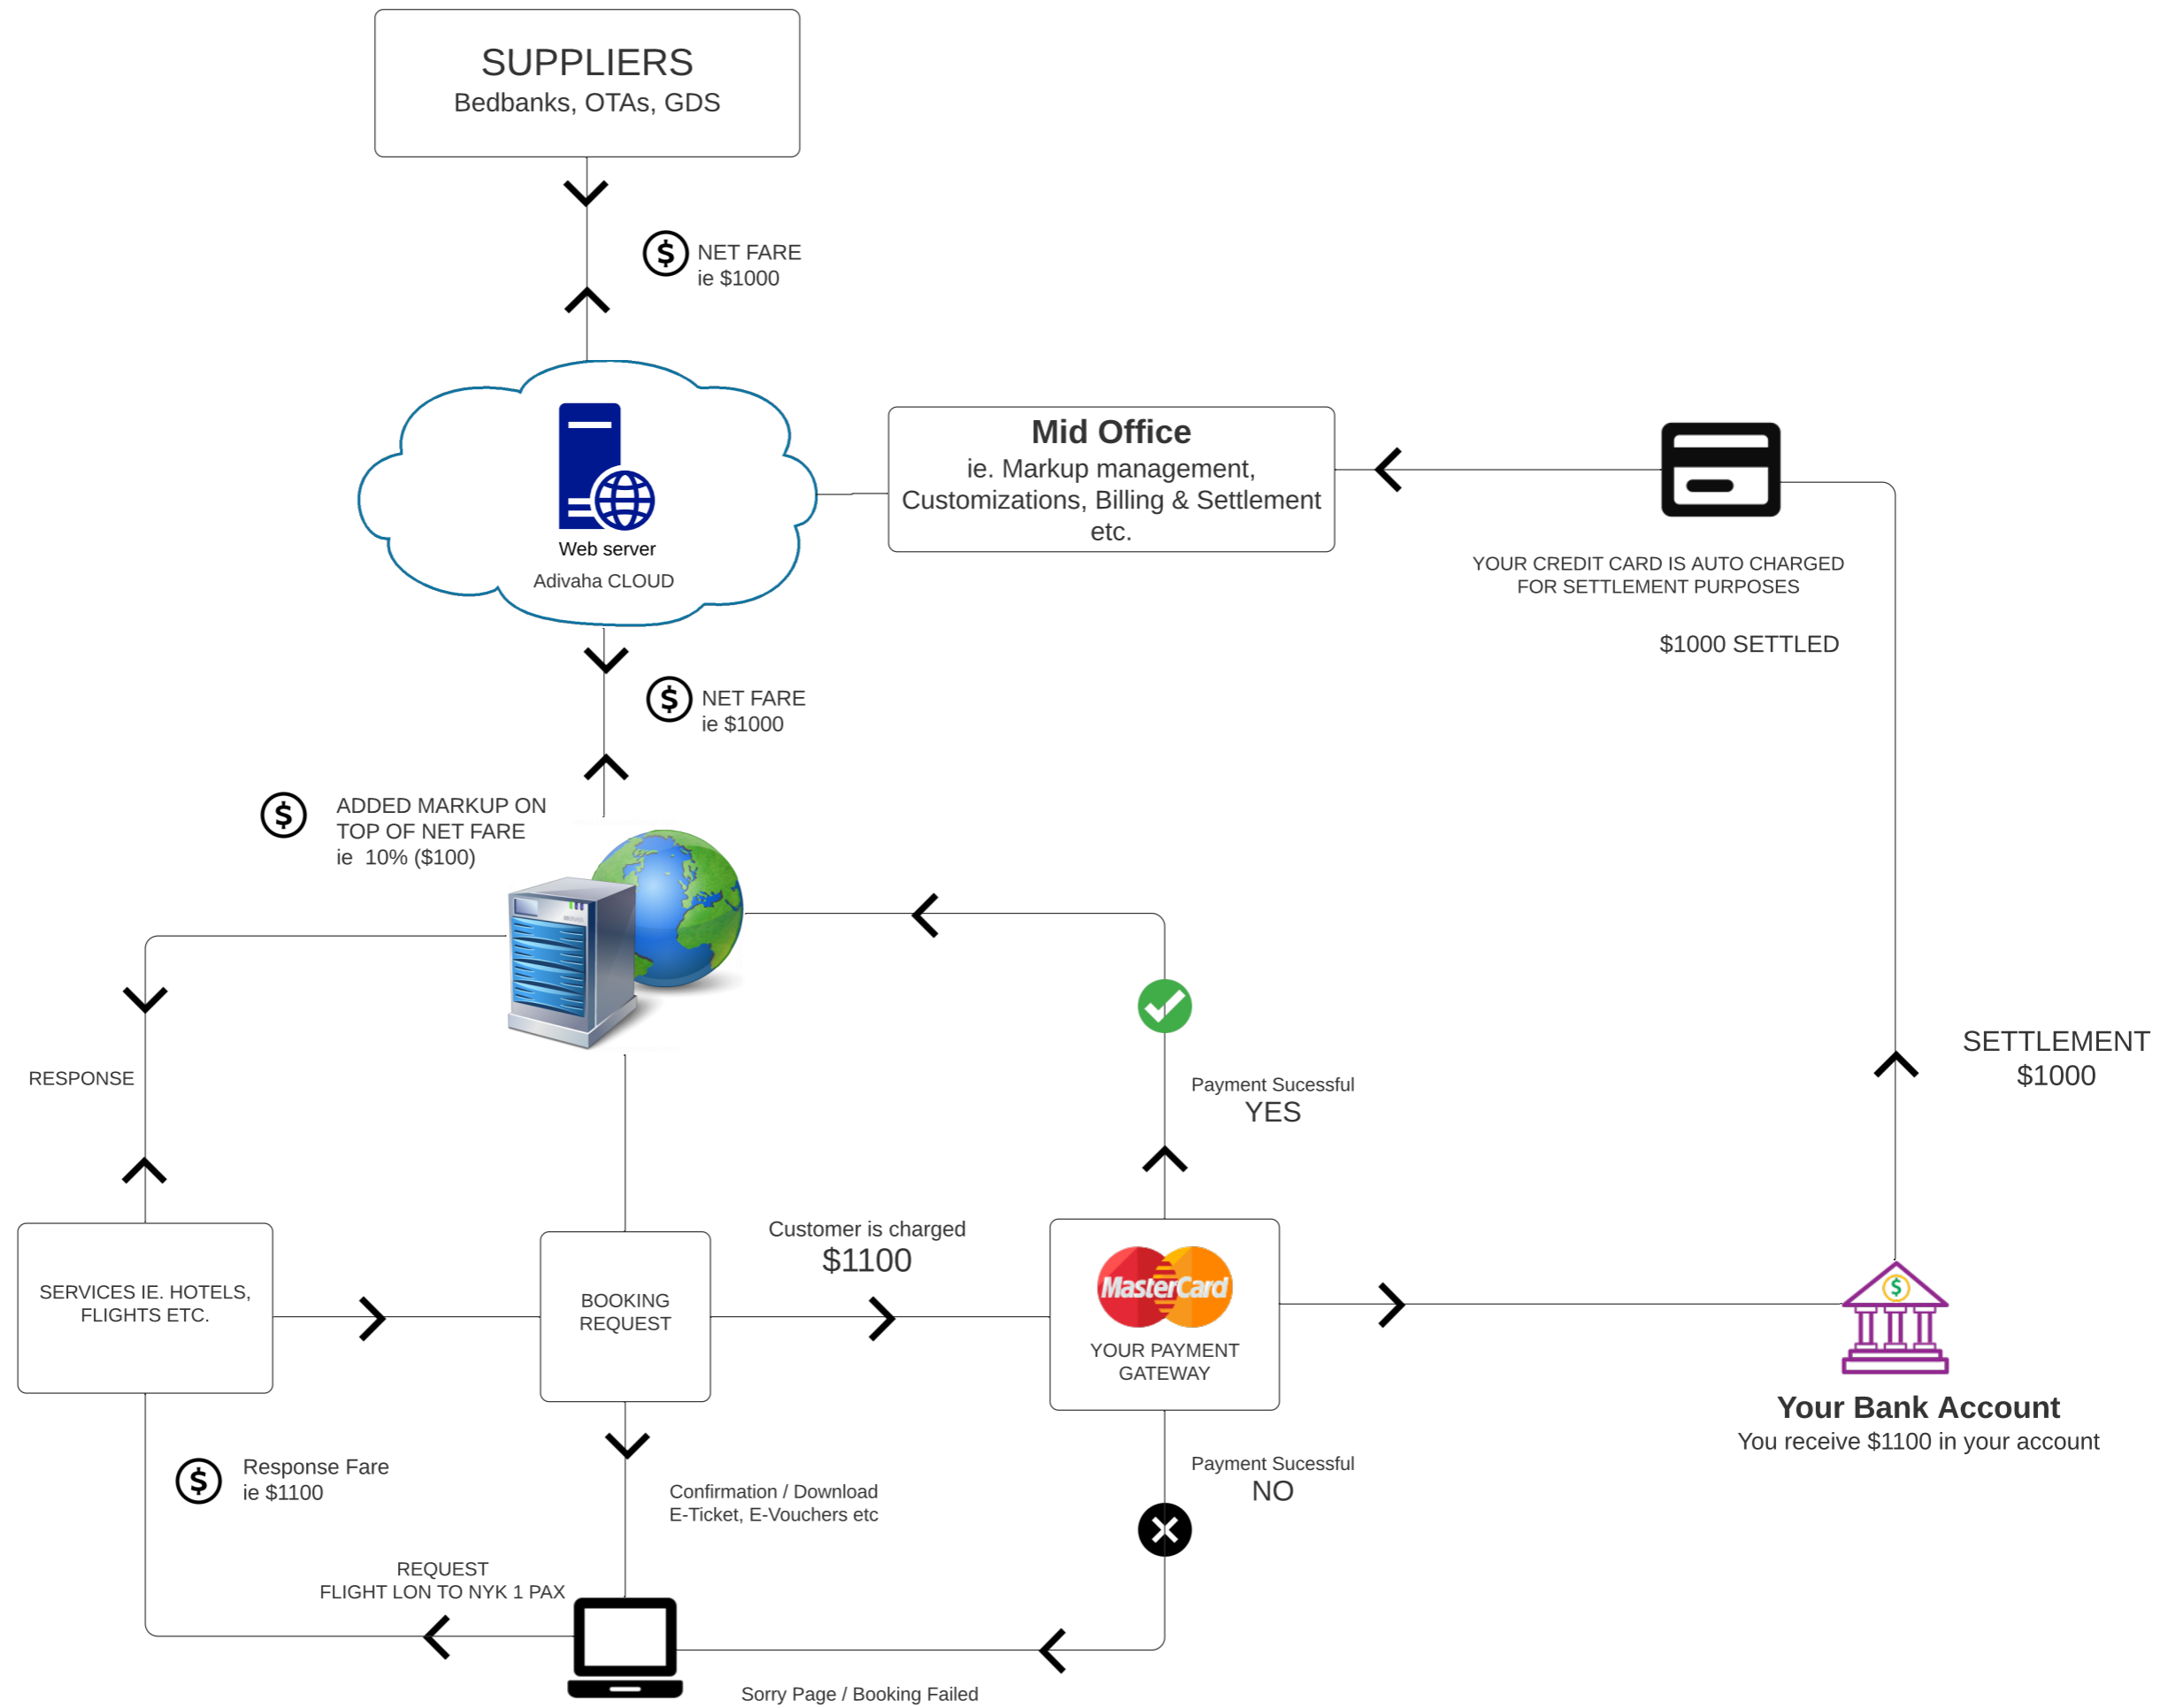 SUPPLIERS
Bedbanks, OTAs, GDS
NET FARE
ie $1000
Mid Office
ie. Markup management,
Customizations, Billing & Settlement
etc.
Web server
Adivaha CLOUD
YOUR CREDIT CARD IS AUTO CHARGED
FOR SETTLEMENT PURPOSES
$1000 SETTLED
NET FARE
ie $1000
ADDED MARKUP ON
TOP OF NET FARE
ie  10% ($100)
RESPONSE
Payment Sucessful
YES
SETTLEMENT
$1000
SERVICES IE. HOTELS,
FLIGHTS ETC.
BOOKING
REQUEST
Customer is charged
$1100
MasterCard
YOUR PAYMENT
GATEWAY
Your Bank Account
You receive $1100 in your account
Response Fare
ie $1100
Confirmation / Download
E-Ticket, E-Vouchers etc
Payment Sucessful
NO
REQUEST
FLIGHT LON TO NYK 1 PAX
Sorry Page / Booking Failed